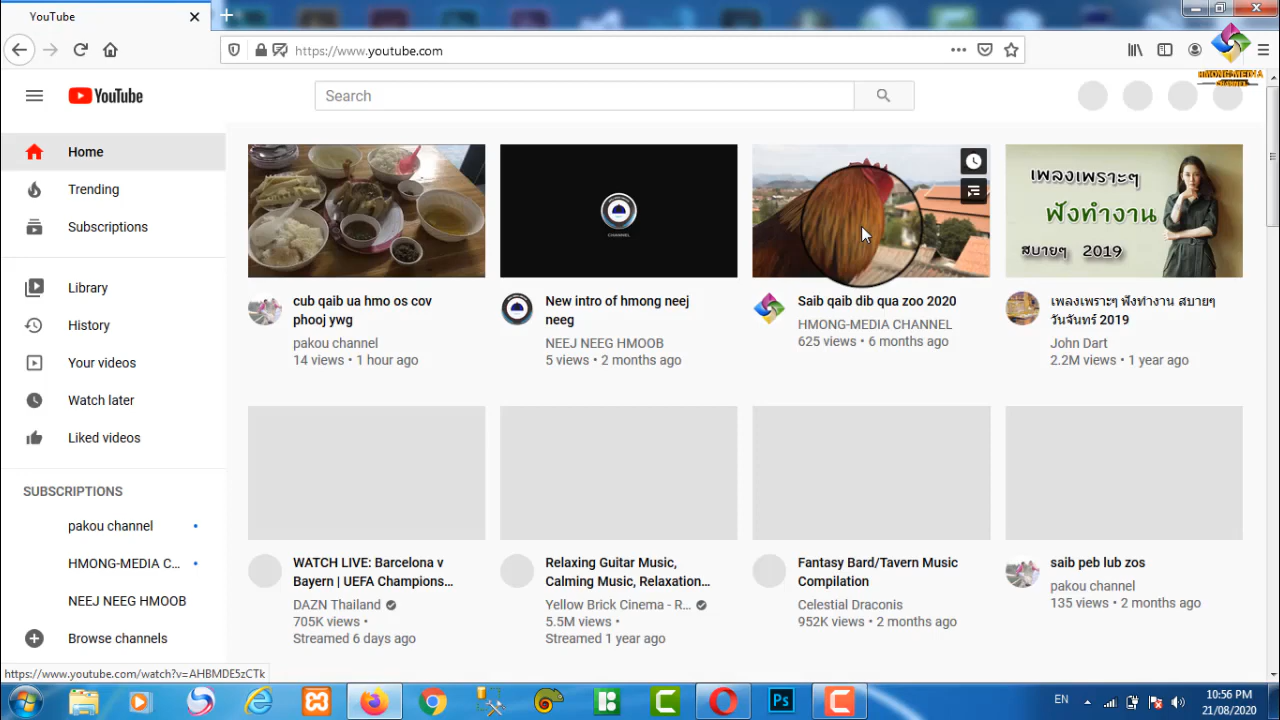 YouTube
https://www.youtube.com
HMONG-MEDIA
CHANNEL
YouTube
Search
Home
Trending
Subscriptions
Library
History
Your videos
Watch later
Liked videos
SUBSCRIPTIONS
pakou channel
HMONG-MEDIA C...
NEEJ NEEG HMOOB
Browse channels
CHANNEL
เพลงเพราะๆ
ฟังทำงาน
สบายๆ 2019
cub qaib ua hmo os cov
phooj ywg
pakou channel
14 views • 1 hour ago
New intro of hmong neej
neeg
NEEJ NEEG HMOOB
5 views • 2 months ago
Saib qaib dib qua zoo 2020
HMONG-MEDIA CHANNEL
625 views • 6 months ago
เพลงเพราะๆ ฟังทำงาน สบายๆ
วันจันทร์ 2019
John Dart
2.2M views • 1 year ago
WATCH LIVE: Barcelona v
Bayern | UEFA Champions...
DAZN Thailand
705K views •
Streamed 6 days ago
Relaxing Guitar Music,
Calming Music, Relaxation...
Yellow Brick Cinema - R...
5.5M views •
Streamed 1 year ago
Fantasy Bard/Tavern Music
Compilation
Celestial Draconis
952K views • 2 months ago
saib peb lub zos
pakou channel
135 views • 2 months ago
https://www.youtube.com/watch?v=AHBMDE5zCTk
Ps
EN
10:56 PM
21/08/2020